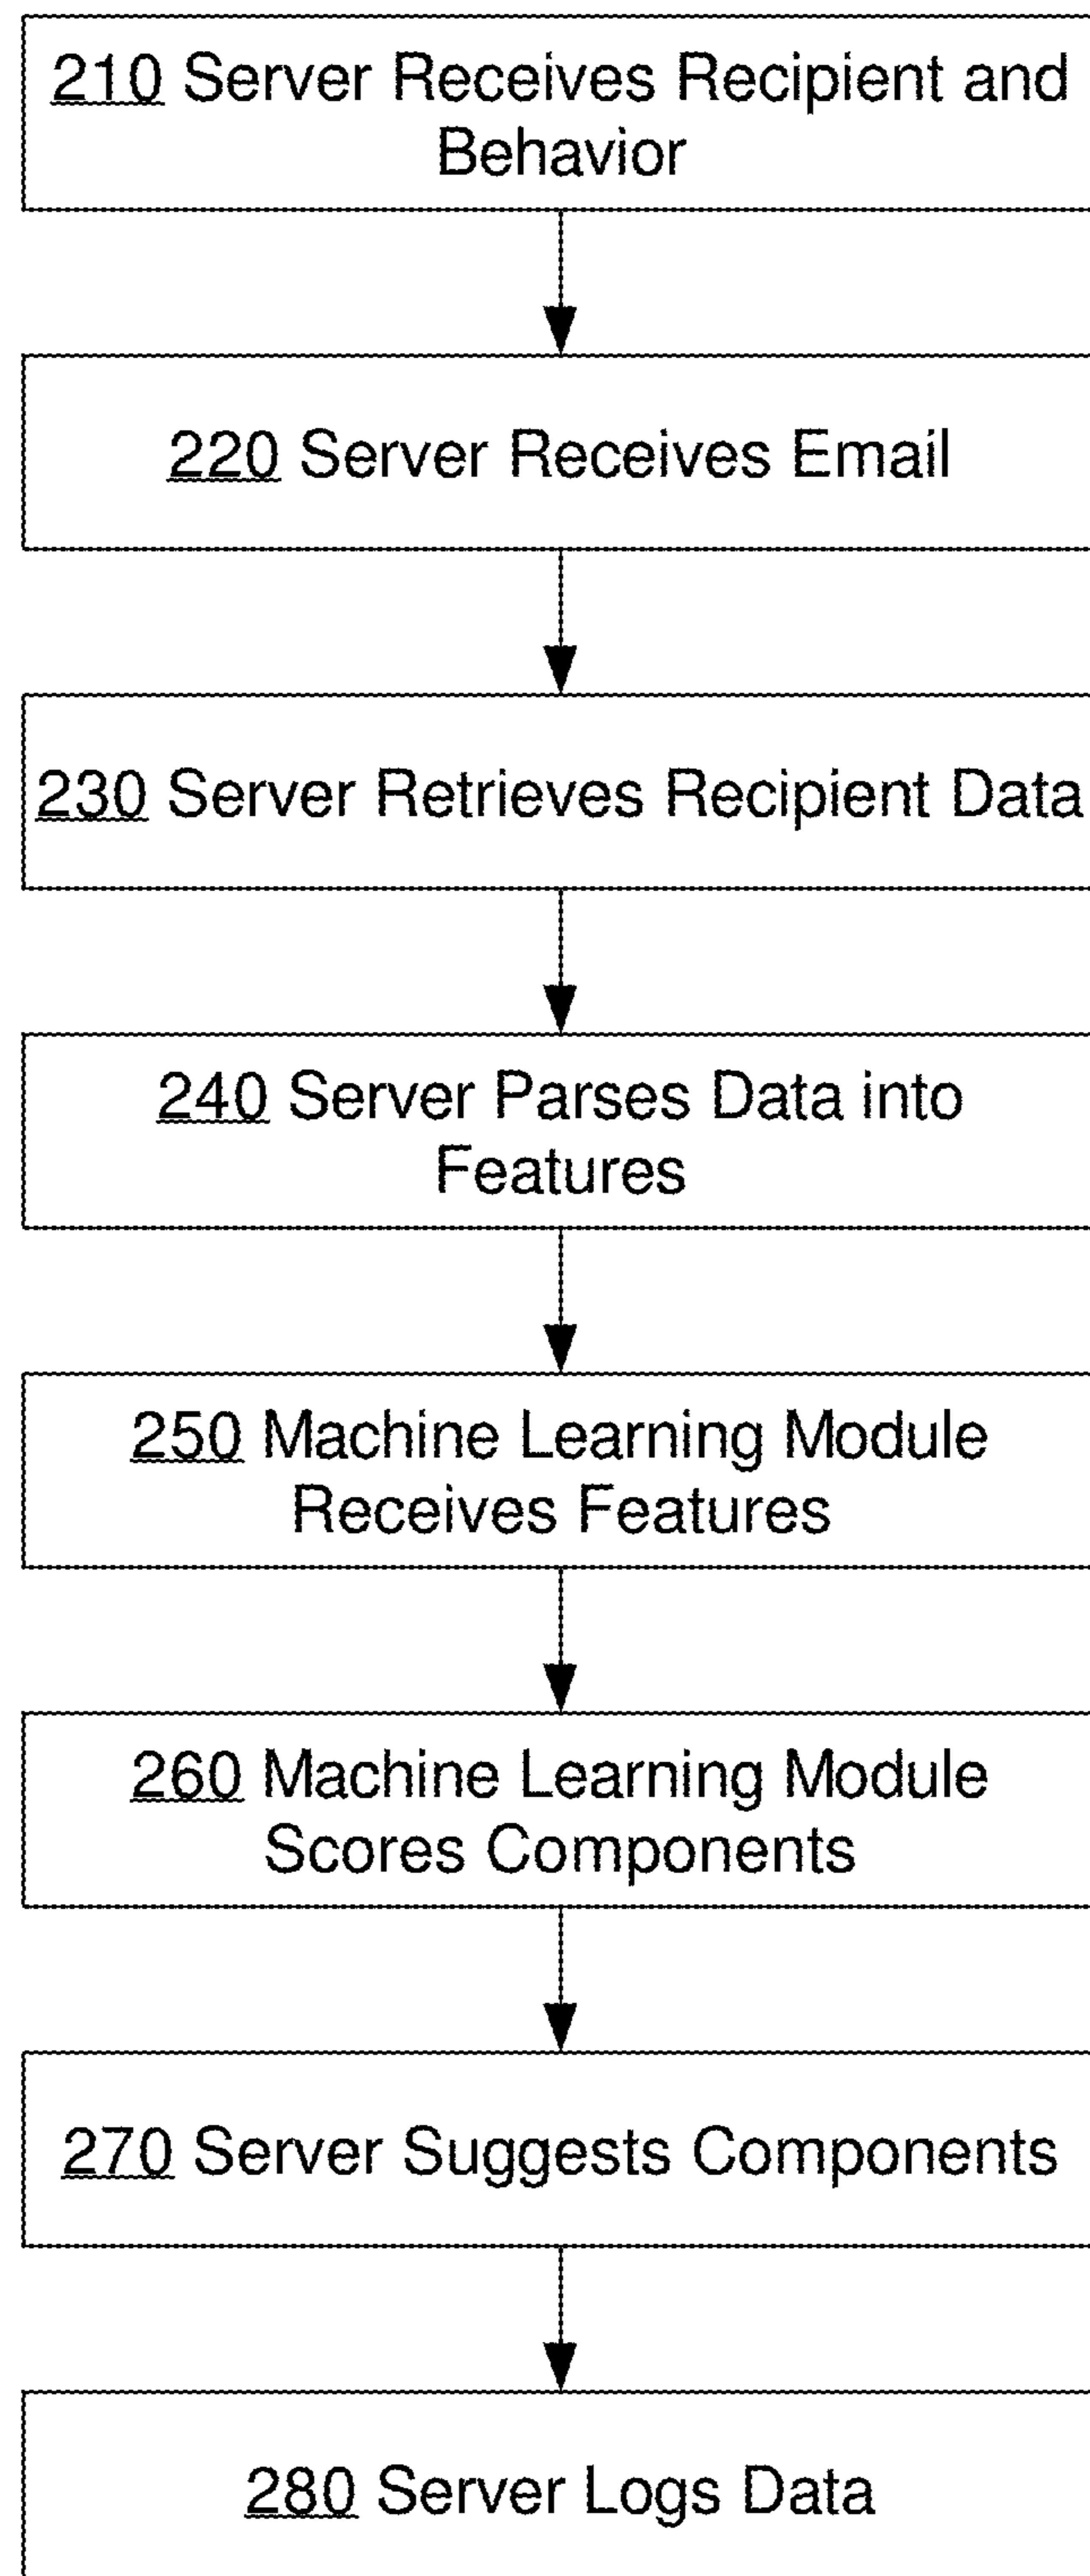 210 Server Receives Recipient and
Behavior
220 Server Receives Email
230 Server Retrieves Recipient Data
240 Server Parses Data into
Features
250 Machine Learning Module
Receives Features
260 Machine Learning Module
Scores Components
270 Server Suggests Components
280 Server Logs Data